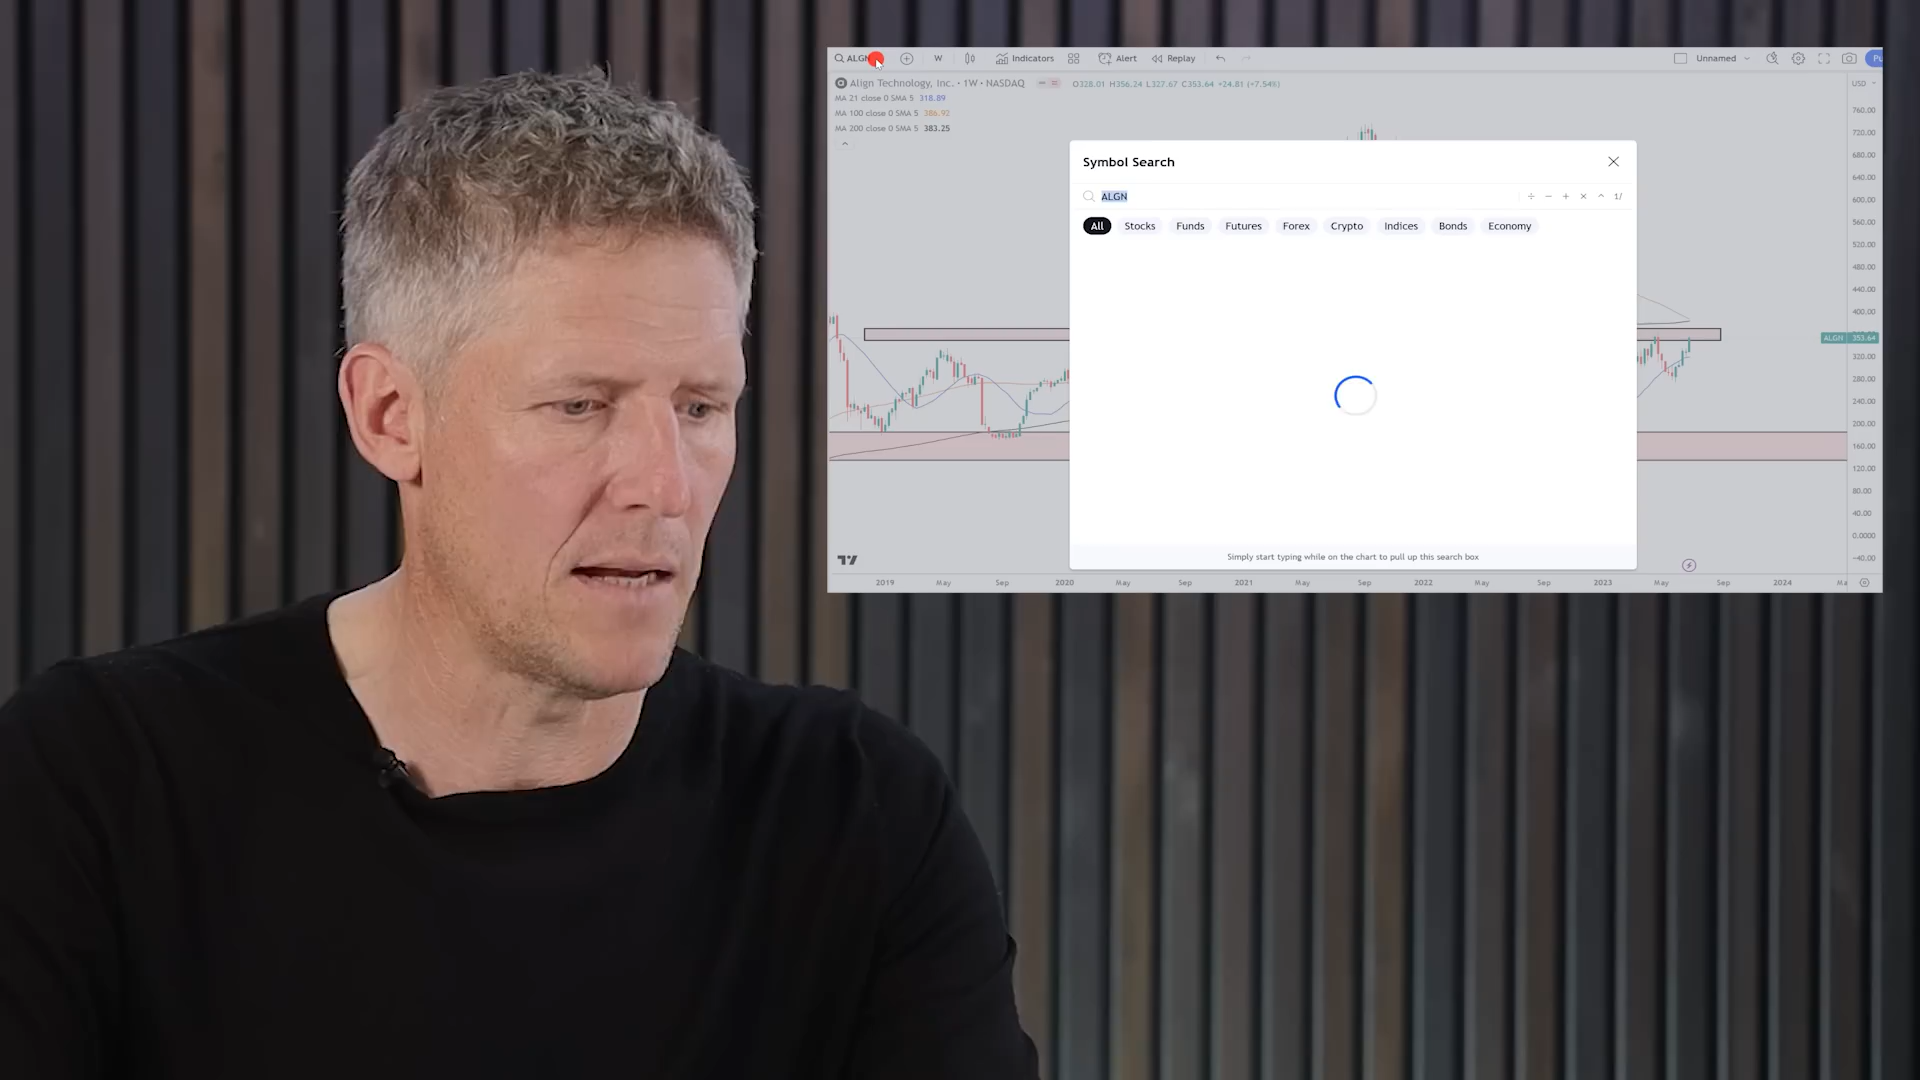 ALGN
W
Indicators
Alert
Replay
Unnamed
Align Technology, Inc. · 1W · NASDAQ
O328.01 H356.24 L327.67 C353.64 +24.81 (+7.54%)
USD
MA 21 close 0 SMA 5 318.89
MA 100 close 0 SMA 5 386.92
MA 200 close 0 SMA 5 383.25
Symbol Search
ALGN
÷ − + × ^ 1/
All Stocks Funds Futures Forex Crypto Indices Bonds Economy
Simply start typing while on the chart to pull up this search box
760.00
720.00
680.00
640.00
600.00
560.00
520.00
480.00
440.00
400.00
ALGN 353.64
320.00
280.00
240.00
200.00
160.00
120.00
80.00
40.00
0.0000
−40.00
2019 May Sep 2020 May Sep 2021 May Sep 2022 May Sep 2023 May Sep 2024